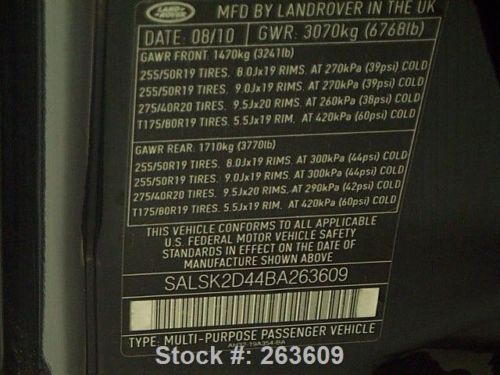 LAND ROVER
MFD BY LANDROVER IN THE UK
DATE: 08/10 GWR: 3070kg (6768lb)
GAWR FRONT: 1470kg (3241lb)
255/50R19 TIRES. 8.0Jx19 RIMS. AT 270kPa (39psi) COLD
255/50R19 TIRES. 9.0Jx19 RIMS. AT 270kPa (39psi) COLD
275/40R20 TIRES. 9.5Jx20 RIMS. AT 260kPa (38psi) COLD
T175/80R19 TIRES. 5.5Jx19 RIM. AT 420kPa (60psi) COLD
GAWR REAR: 1710kg (3770lb)
255/50R19 TIRES. 8.0Jx19 RIMS. AT 300kPa (44psi) COLD
255/50R19 TIRES. 9.0Jx19 RIMS. AT 300kPa (44psi) COLD
275/40R20 TIRES. 9.5Jx20 RIMS. AT 290kPa (42psi) COLD
T175/80R19 TIRES. 5.5Jx19 RIM. AT 420kPa (60psi) COLD
THIS VEHICLE CONFORMS TO ALL APPLICABLE
U.S. FEDERAL MOTOR VEHICLE SAFETY
STANDARDS IN EFFECT ON THE DATE OF
MANUFACTURE SHOWN ABOVE
SALSK2D44BA263609
TYPE: MULTI-PURPOSE PASSENGER VEHICLE
Stock #: 263609